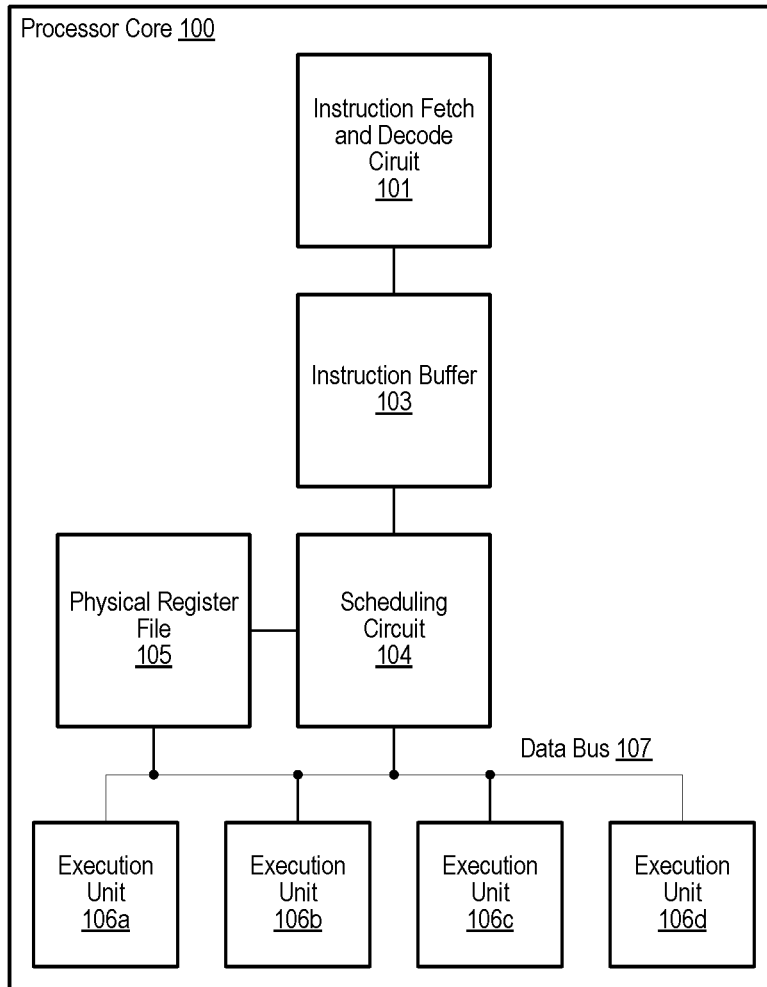 Processor Core 100
Instruction Fetch
and Decode
Ciruit
101
Instruction Buffer
103
Physical Register
File
105
Scheduling
Circuit
104
Data Bus 107
Execution
Unit
106a
Execution
Unit
106b
Execution
Unit
106c
Execution
Unit
106d